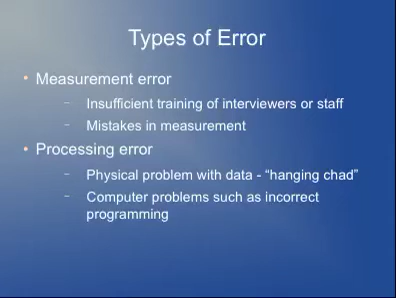 Types of Error
• Measurement error
– Insufficient training of interviewers or staff
– Mistakes in measurement
• Processing error
– Physical problem with data - “hanging chad”
– Computer problems such as incorrect
programming